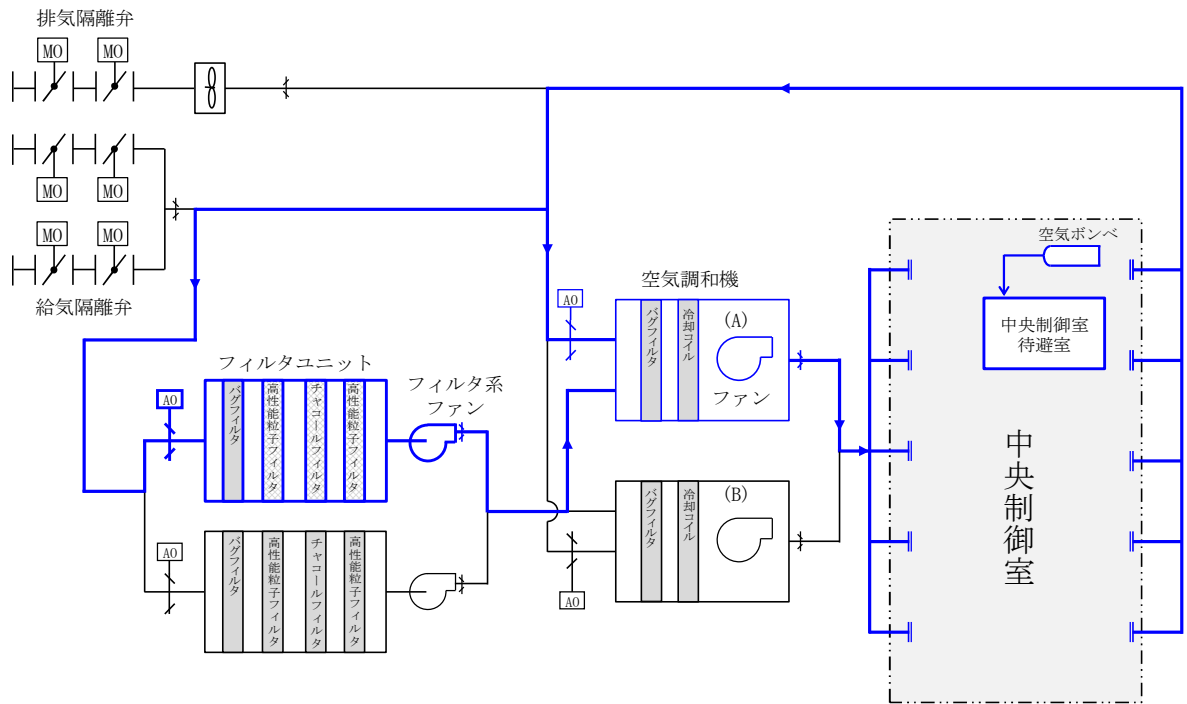 排気隔離弁
MO
MO
MO
MO
MO
MO
給気隔離弁
フィルタユニット
フィルタ系
ファン
AO
バグフィルタ
高性能粒子フィルタ
チャコールフィルタ
高性能粒子フィルタ
AO
バグフィルタ
高性能粒子フィルタ
チャコールフィルタ
高性能粒子フィルタ
空気調和機
AO
バグフィルタ
冷却コイル
(A)
ファン
AO
バグフィルタ
冷却コイル
(B)
空気ボンベ
中央制御室
待避室
中央制御室